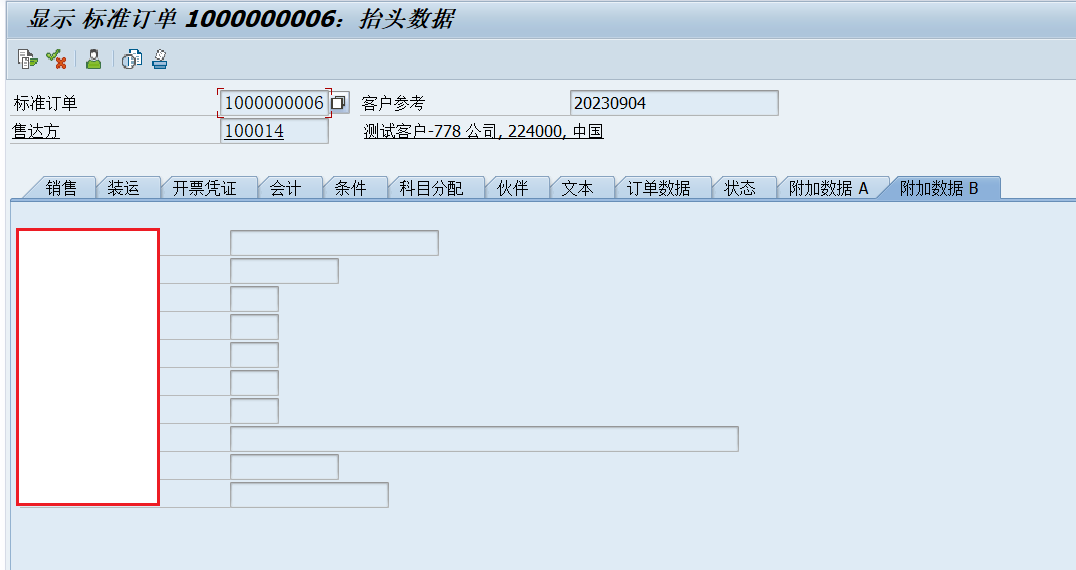 显示 标准订单 1000000006: 抬头数据
标准订单 1000000006 客户参考 20230904
售达方 100014 测试客户-778 公司, 224000, 中国
销售 装运 开票凭证 会计 条件 科目分配 伙伴 文本 订单数据 状态 附加数据 A 附加数据 B